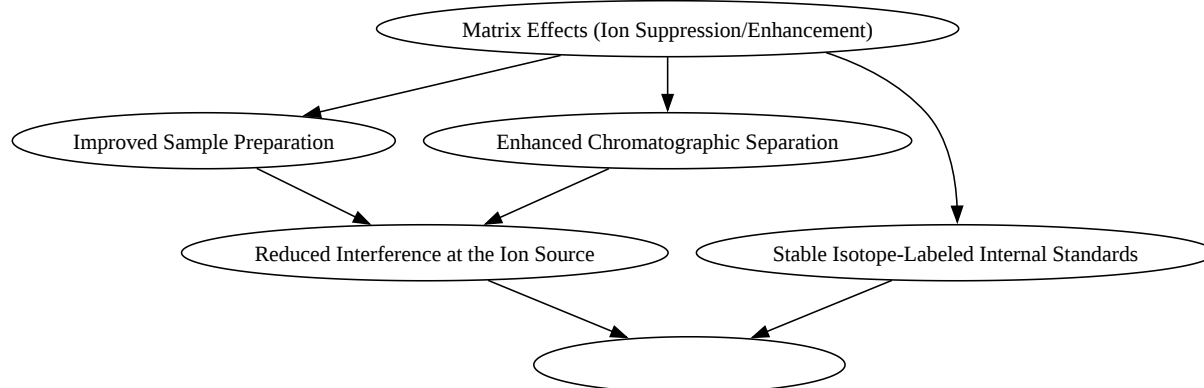 Matrix Effects (Ion Suppression/Enhancement)
Improved Sample Preparation
Enhanced Chromatographic Separation
Reduced Interference at the Ion Source
Stable Isotope-Labeled Internal Standards